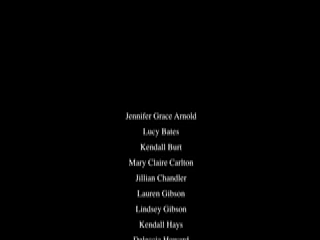 Jennifer Grace Arnold
Lucy Bates
Kendall Burt
Mary Claire Carlton
Jillian Chandler
Lauren Gibson
Lindsey Gibson
Kendall Hays